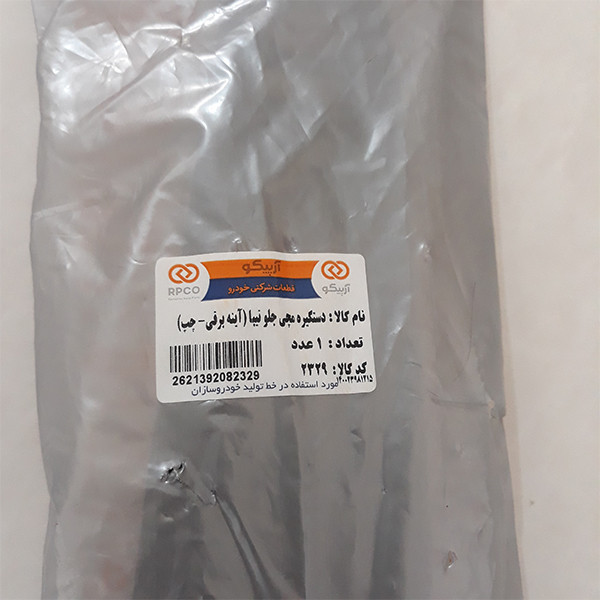 آرپیکو
قطعات شرکتی خودرو
RPCO
آرپیکو
نام کالا : دستگیره مچی جلو تیبا (آینه برقی - چپ)
تعداد : ۱ عدد
کد کالا : ۲۳۲۹
2621392082329
مورد استفاده در خط تولید خودروسازان